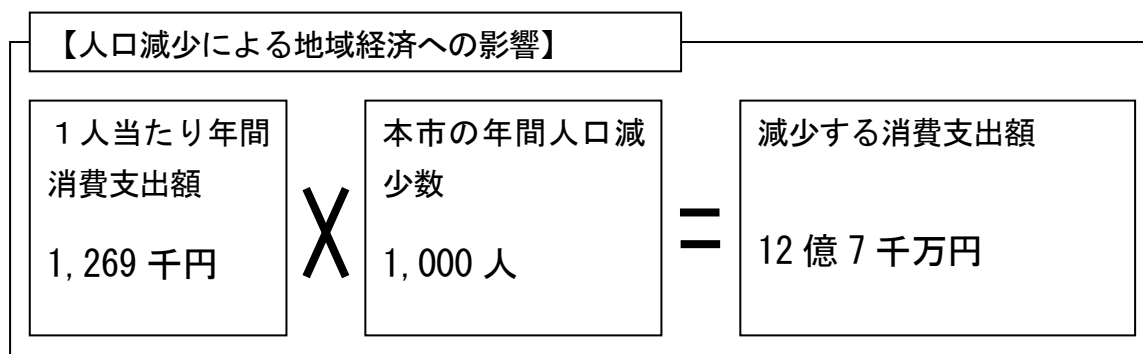 【人口減少による地域経済への影響】
１人当たり年間
消費支出額
1,269 千円
×
本市の年間人口減
少数
1,000 人
＝
減少する消費支出額
12 億 7 千万円